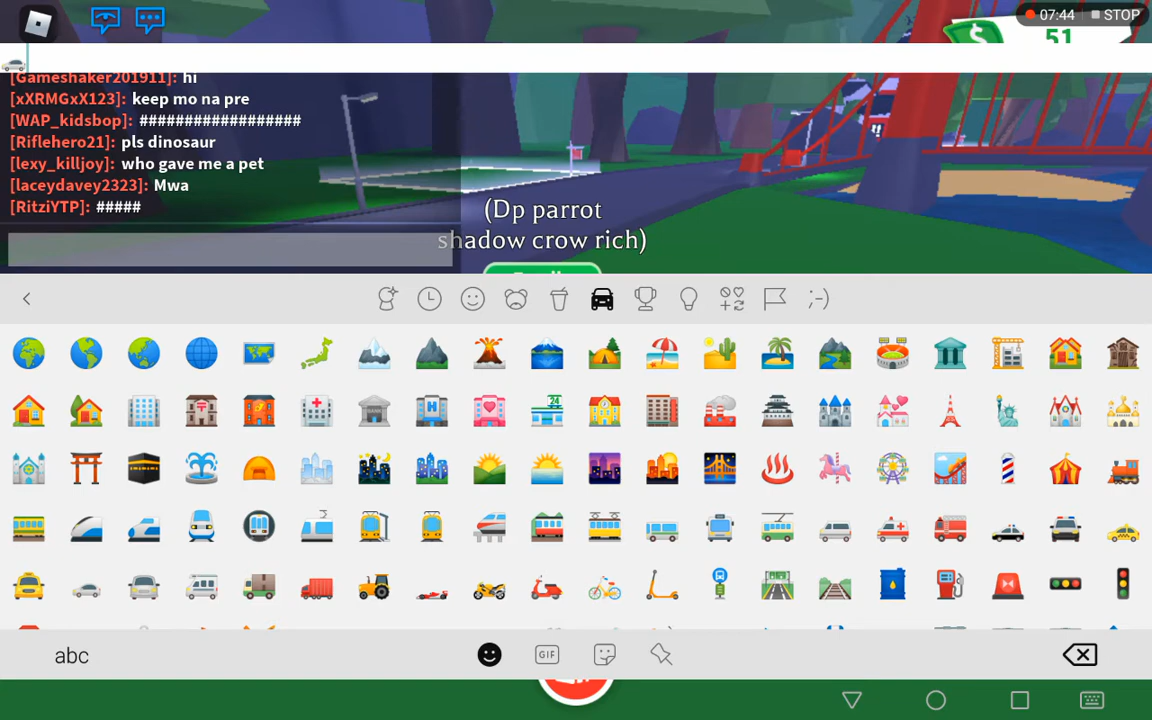 07:44 STOP
51
[Gameshaker201911]: hi
[xXRMGxX123]: keep mo na pre
[WAP_kidsbop]: ##################
[Riflehero21]: pls dinosaur
[lexy_killjoy]: who gave me a pet
[laceydavey2323]: Mwa
[RitziYTP]: #####
(Dp parrot
shadow crow rich)
:-)
24
abc
GIF